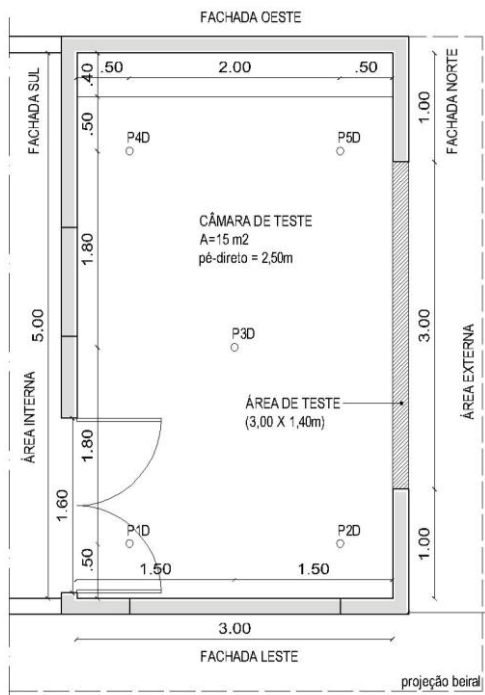 FACHADA OESTE
.50
2.00
.50
.40
FACHADA SUL
.50
1.00
FACHADA NORTE
P4D
P5D
CÂMARA DE TESTE
A=15 m2
pé-direto = 2,50m
1.80
5.00
3.00
P3D
ÁREA DE TESTE
(3,00 X 1,40m)
ÁREA INTERNA
ÁREA EXTERNA
1.80
1.60
P1D
P2D
.50
1.00
1.50
1.50
3.00
FACHADA LESTE
projeção beiral